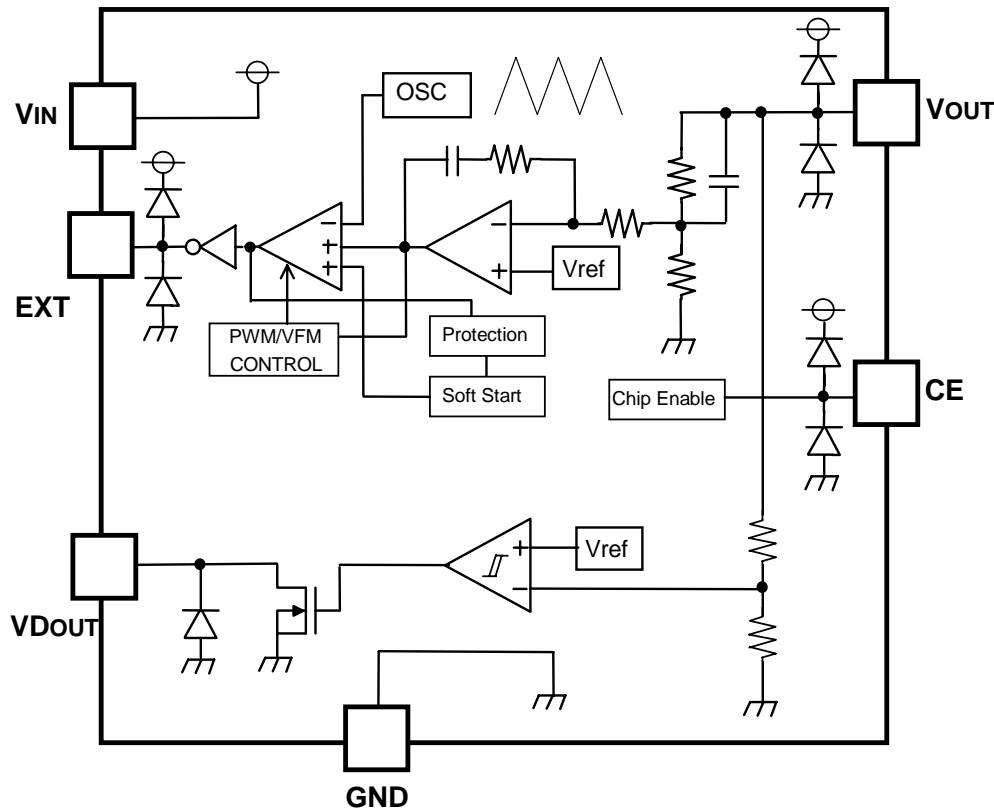 OSC
VIN
VOUT
Vref
EXT
PWM/VFM
CONTROL
Protection
Soft Start
Chip Enable
CE
Vref
VDOUT
GND